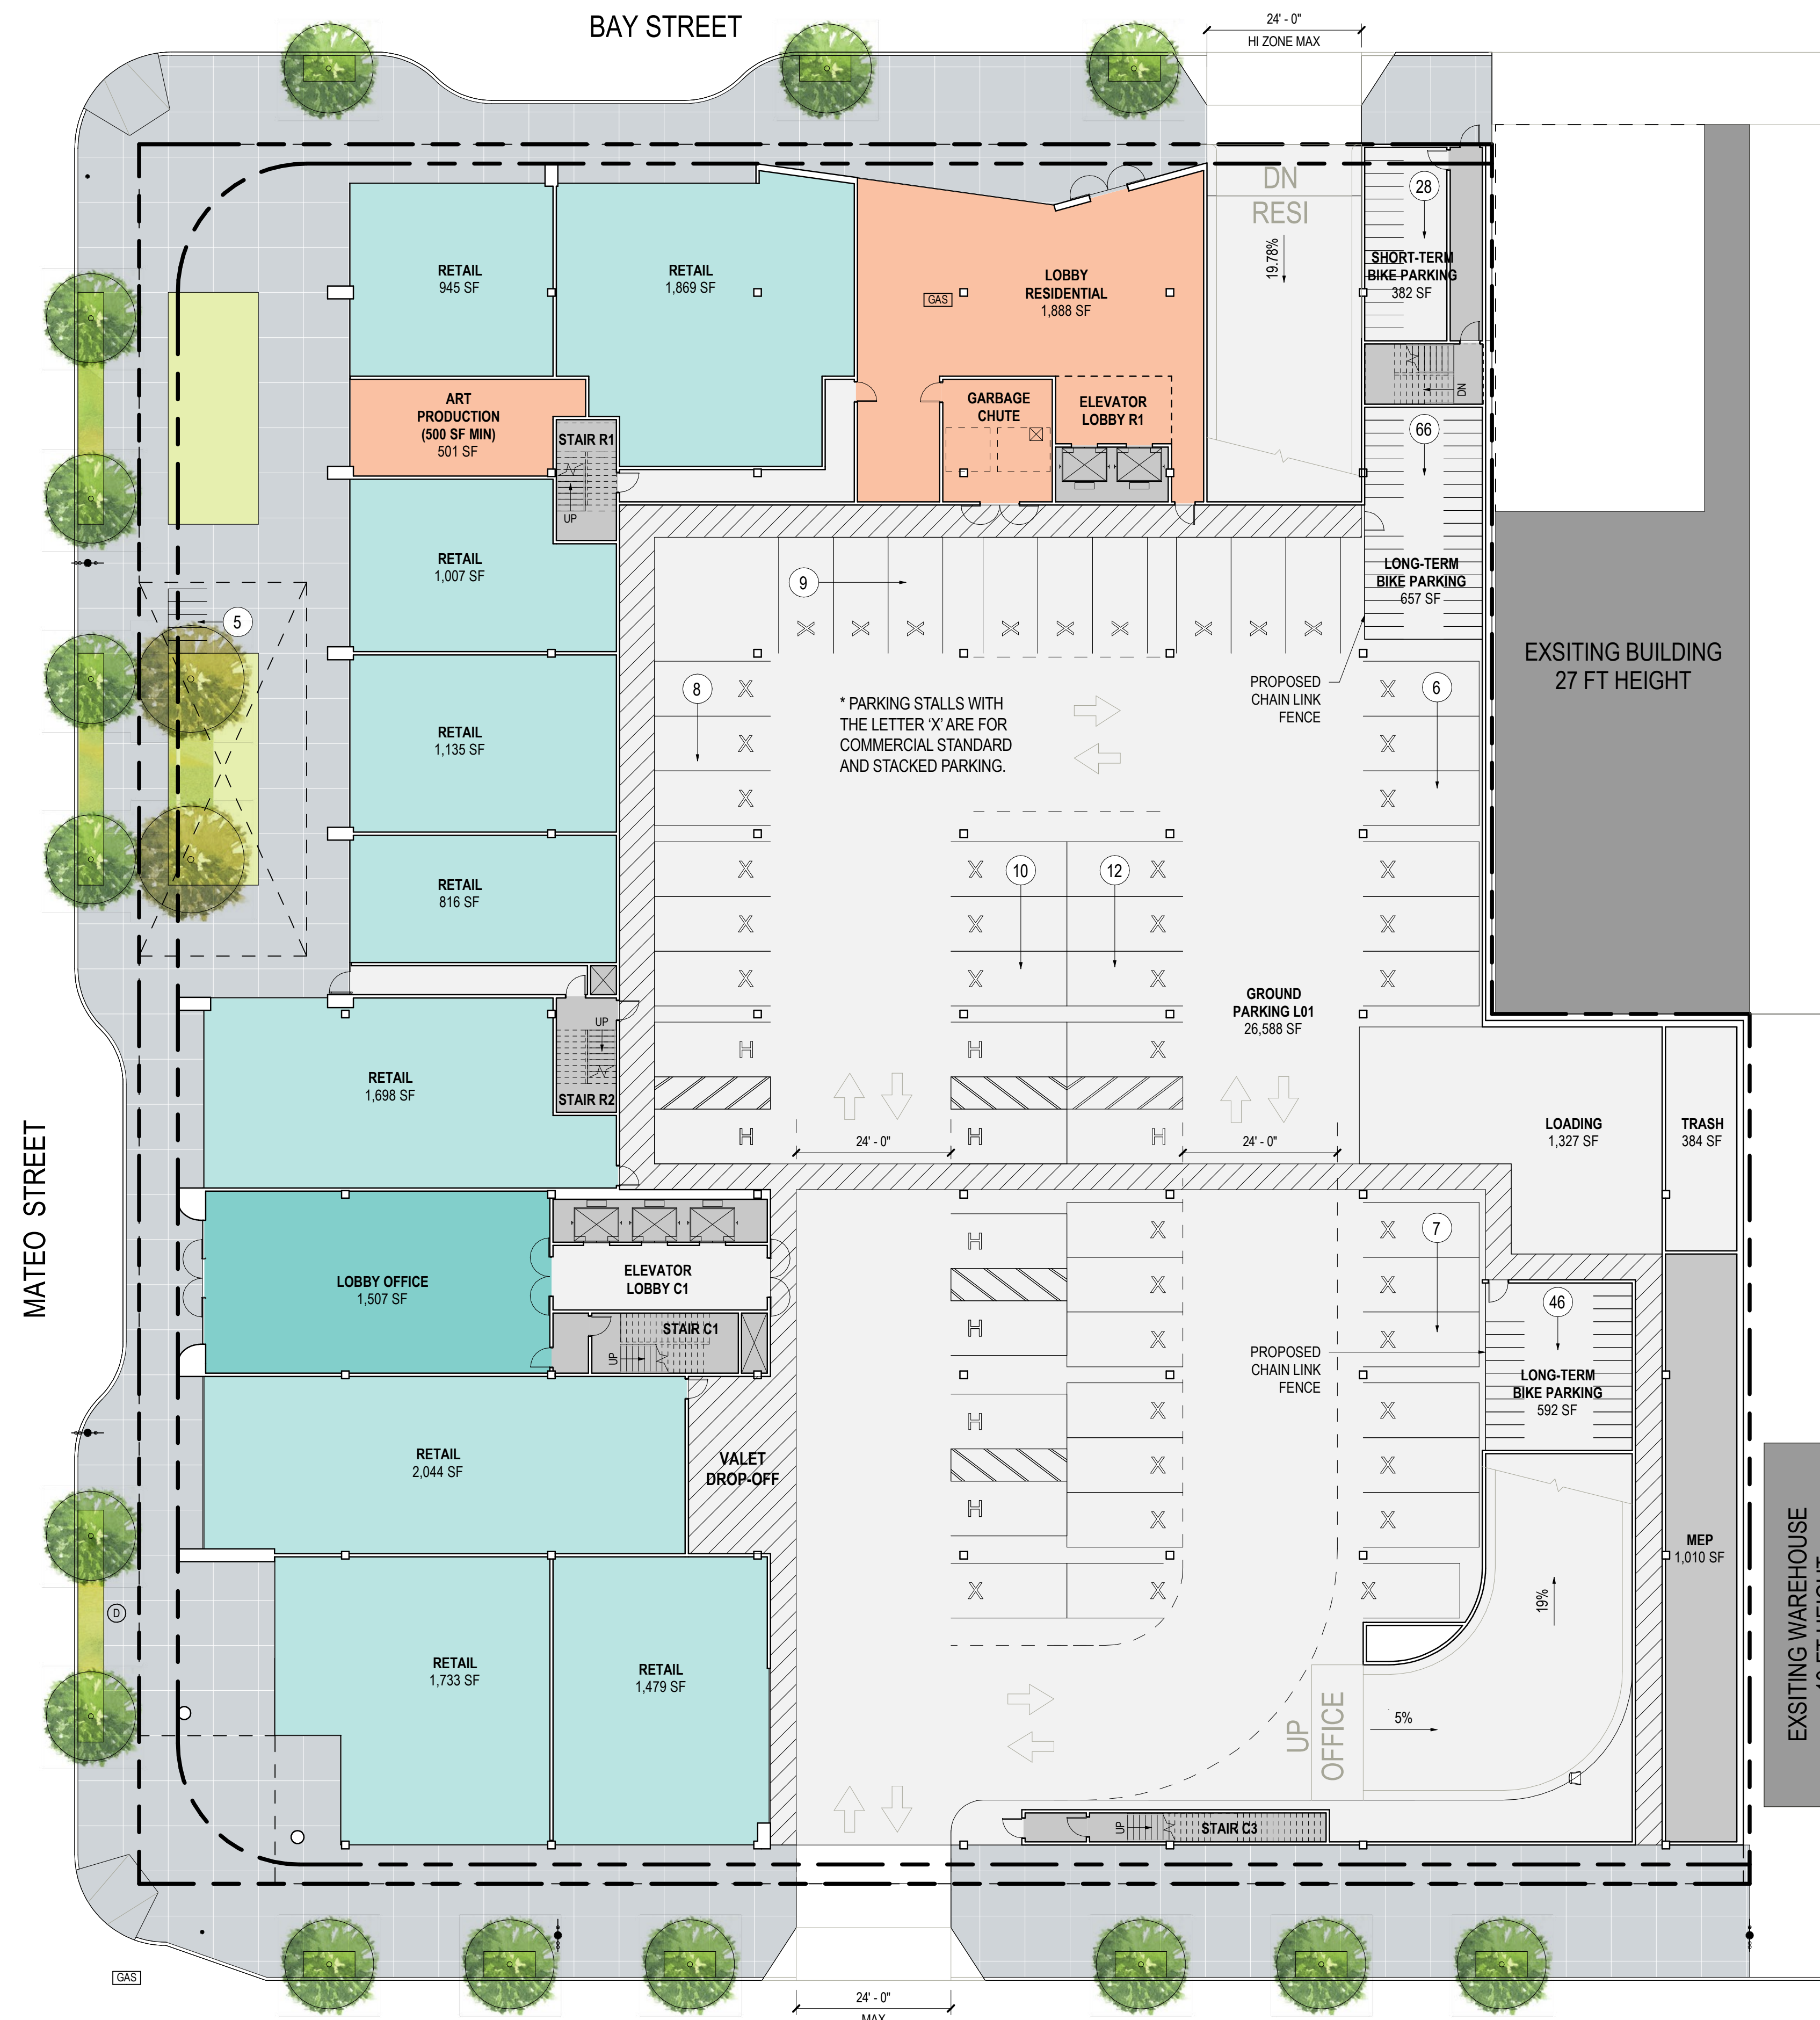 BAY STREET
24' - 0"
HI ZONE MAX
DN
RESI
19.78%
28
SHORT-TERM
BIKE PARKING
382 SF
RETAIL
945 SF
RETAIL
1,869 SF
LOBBY
RESIDENTIAL
1,888 SF
GAS
DN
ART
PRODUCTION
(500 SF MIN)
501 SF
STAIR R1
UP
GARBAGE
CHUTE
ELEVATOR
LOBBY R1
66
LONG-TERM
BIKE PARKING
657 SF
RETAIL
1,007 SF
9
X X X X X X X X X
5
EXSITING BUILDING
27 FT HEIGHT
PROPOSED
CHAIN LINK
FENCE
8
X
X
X
X
X
X
H
H
* PARKING STALLS WITH
THE LETTER ‘X’ ARE FOR
COMMERCIAL STANDARD
AND STACKED PARKING.
6
X
X
X
X
X
X
RETAIL
1,135 SF
RETAIL
816 SF
10
X
X
X
H
H
12
X
X
X
X
H
GROUND
PARKING L01
26,588 SF
RETAIL
1,698 SF
UP
STAIR R2
24' - 0"
24' - 0"
LOADING
1,327 SF
TRASH
384 SF
MATEO STREET
LOBBY OFFICE
1,507 SF
ELEVATOR
LOBBY C1
STAIR C1
UP
H
H
H
H
X
X
X
X
X
X
X
X
7
X
X
X
X
X
X
X
46
LONG-TERM
BIKE PARKING
592 SF
PROPOSED
CHAIN LINK
FENCE
RETAIL
2,044 SF
VALET
DROP-OFF
MEP
1,010 SF
EXSITING WAREHOUSE
19%
D
RETAIL
1,733 SF
RETAIL
1,479 SF
UP
OFFICE
5%
UP
STAIR C3
GAS
24' - 0"
MAX